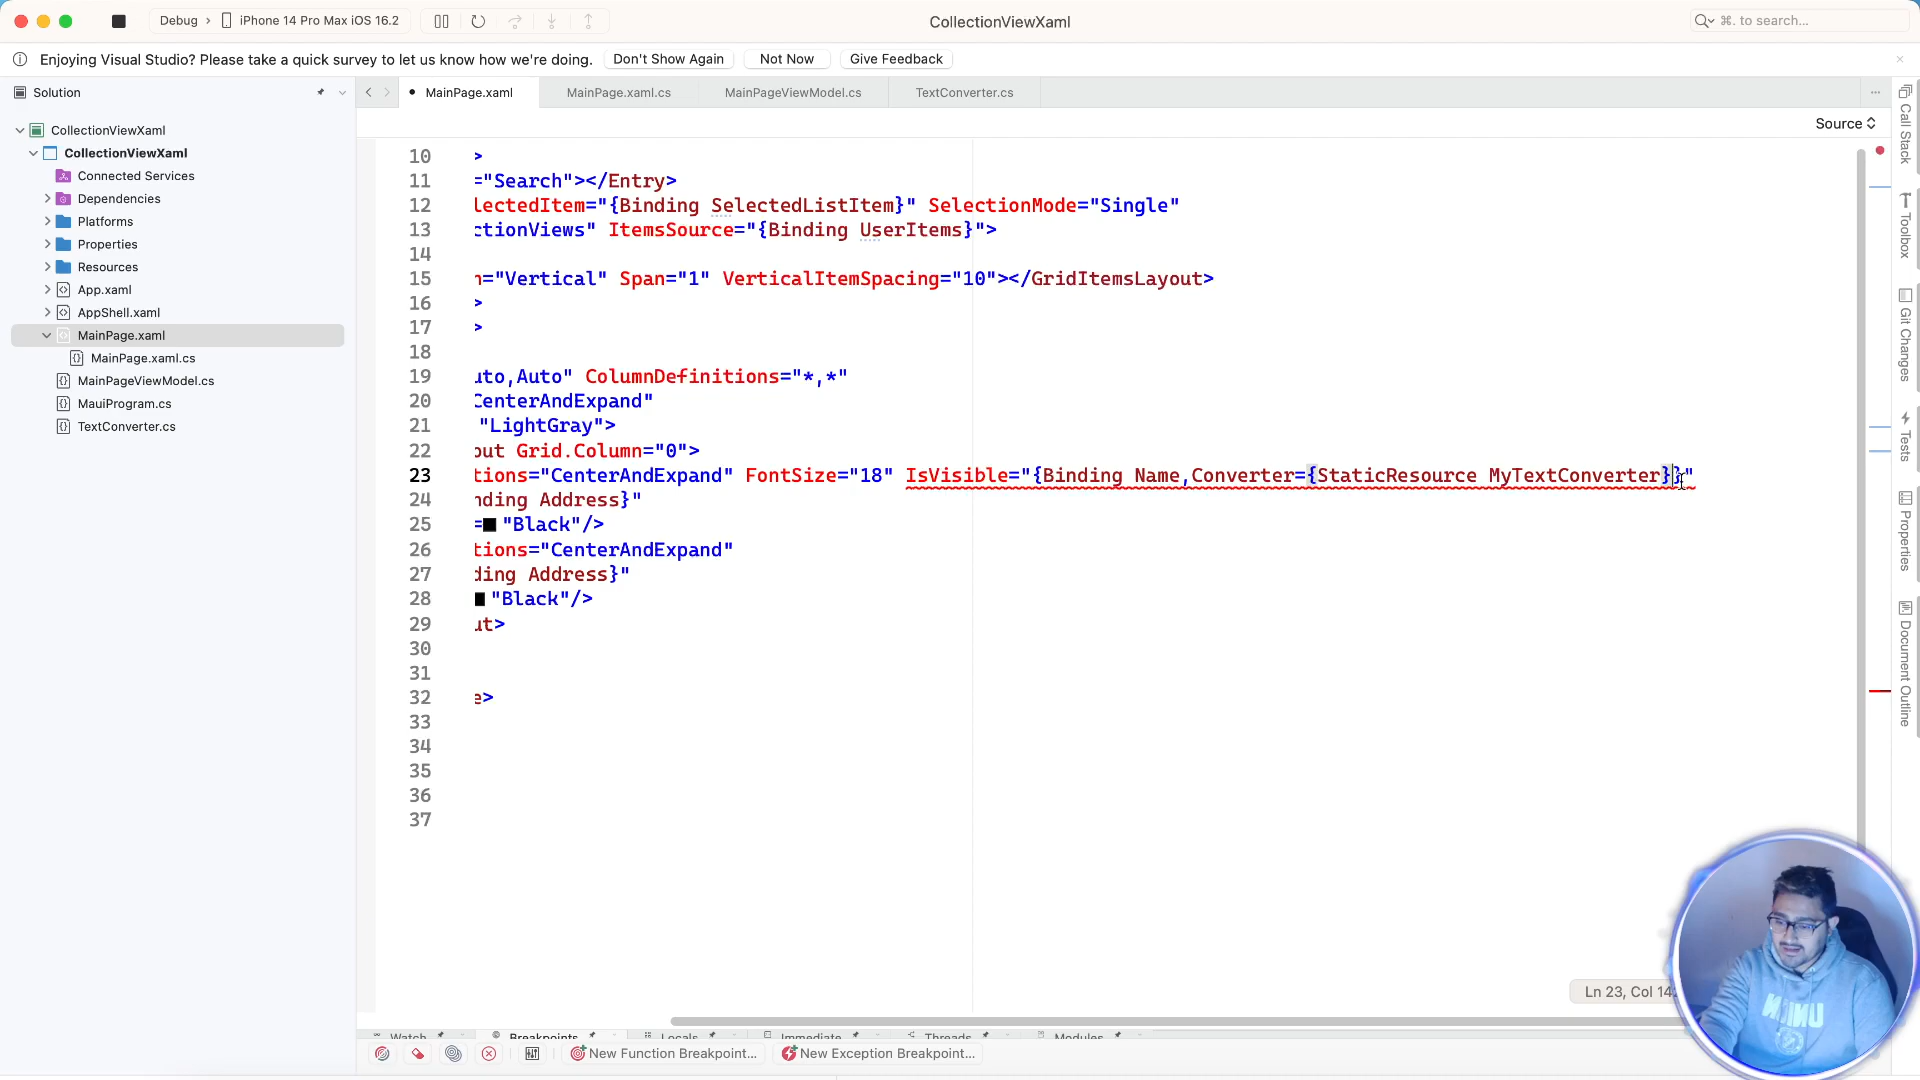 Debug
iPhone 14 Pro Max iOS 16.2
CollectionViewXaml
⌘. to search...
Enjoying Visual Studio? Please take a quick survey to let us know how we're doing.
Don't Show Again
Not Now
Give Feedback
Solution
MainPage.xaml
MainPage.xaml.cs
MainPageViewModel.cs
TextConverter.cs
Source
CollectionViewXaml
CollectionViewXaml
Connected Services
Dependencies
Platforms
Properties
Resources
App.xaml
AppShell.xaml
MainPage.xaml
MainPage.xaml.cs
MainPageViewModel.cs
MauiProgram.cs
TextConverter.cs
10 >
11 ="Search"></Entry>
12 lectedItem="{Binding SelectedListItem}" SelectionMode="Single"
13 ctionViews" ItemsSource="{Binding UserItems}">
14
15 n="Vertical" Span="1" VerticalItemSpacing="10"></GridItemsLayout>
16 >
17 >
18
19 uto,Auto" ColumnDefinitions="*,*"
20 CenterAndExpand"
21 "LightGray">
22 out Grid.Column="0">
23 tions="CenterAndExpand" FontSize="18" IsVisible="{Binding Name,Converter={StaticResource MyTextConverter}}"
24 nding Address}"
25 ="Black"/>
26 tions="CenterAndExpand"
27 ding Address}"
28 "Black"/>
29 ut>
30
31
32 e>
33
34
35
36
37
Call Stack
Toolbox
Git Changes
Tests
Properties
Document Outline
Ln 23, Col 14
Watch
Breakpoints
Locals
Immediate
Threads
Modules
New Function Breakpoint...
New Exception Breakpoint...